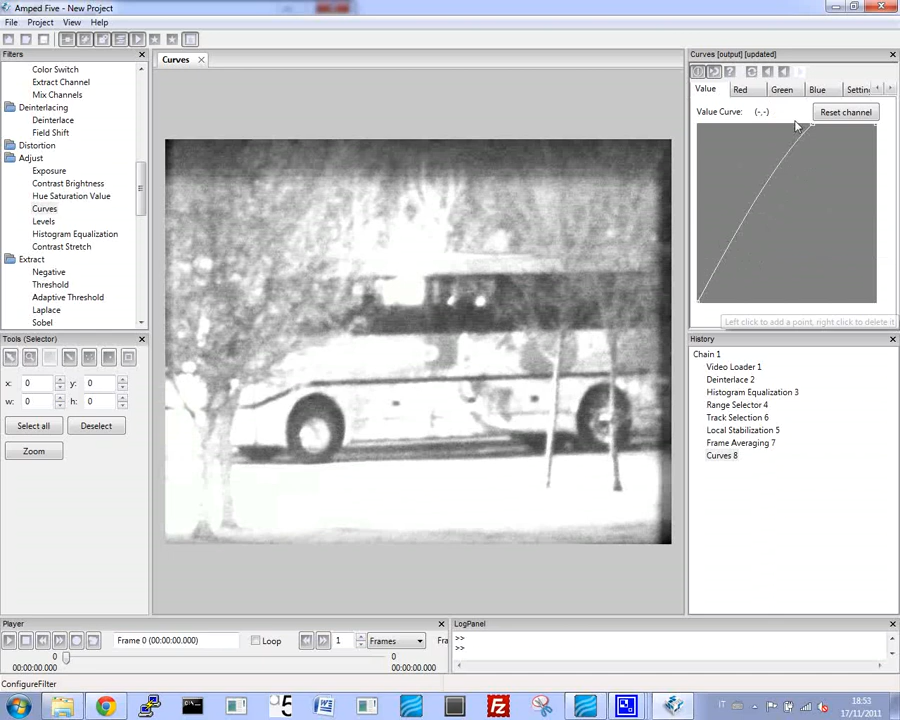 Amped Five - New Project
File Project View Help
Filters
Color Switch
Extract Channel
Mix Channels
Deinterlacing
Deinterlace
Field Shift
Distortion
Adjust
Exposure
Contrast Brightness
Hue Saturation Value
Curves
Levels
Histogram Equalization
Contrast Stretch
Extract
Negative
Threshold
Adaptive Threshold
Laplace
Sobel
Tools (Selector)
x: 0 y: 0
w: 0 h: 0
Select all Deselect
Zoom
Curves
Curves [output] [updated]
Value Red Green Blue Settin
Value Curve: (-,-) Reset channel
Left click to add a point, right click to delete it
History
Chain 1
Video Loader 1
Deinterlace 2
Histogram Equalization 3
Range Selector 4
Track Selection 6
Local Stabilization 5
Frame Averaging 7
Curves 8
Player
Frame 0 (00:00:00.000) Loop 1 Frames Fra
0 0
00:00:00.000 00:00:00.000
LogPanel
>>
>>
ConfigureFilter
IT 18:53
17/11/2011